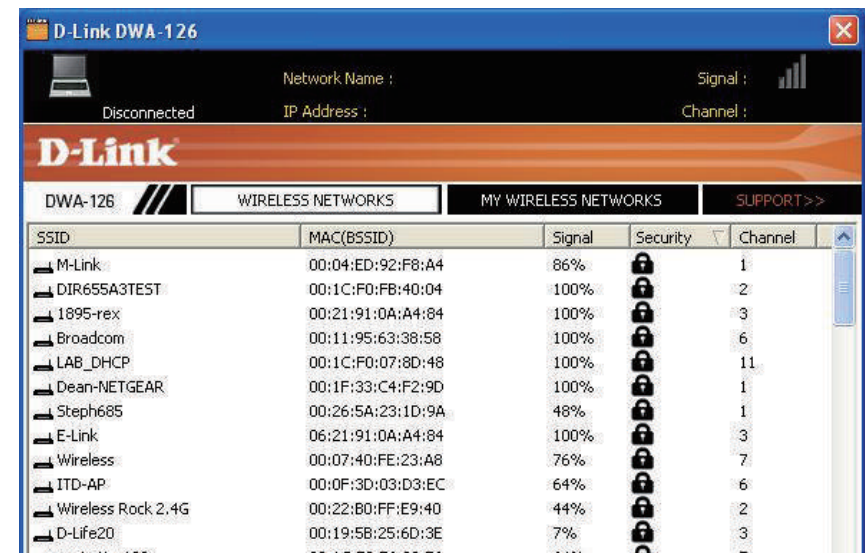 D-Link DWA-126
Network Name : Signal :
Disconnected IP Address : Channel :
D-Link
DWA-126 WIRELESS NETWORKS MY WIRELESS NETWORKS SUPPORT>>
SSID MAC(BSSID) Signal Security Channel
M-Link 00:04:ED:92:F8:A4 86% 1
DIR655A3TEST 00:1C:F0:FB:40:04 100% 2
1895-rex 00:21:91:0A:A4:84 100% 3
Broadcom 00:11:95:63:38:58 100% 6
LAB_DHCP 00:1C:F0:07:8D:48 100% 11
Dean-NETGEAR 00:1F:33:C4:F2:9D 100% 1
Steph685 00:26:5A:23:1D:9A 48% 1
E-Link 06:21:91:0A:A4:84 100% 3
Wireless 00:07:40:FE:23:A8 76% 7
ITD-AP 00:0F:3D:03:D3:EC 64% 6
Wireless Rock 2.4G 00:22:B0:FF:E9:40 44% 2
D-Life20 00:19:5B:25:6D:3E 7% 3